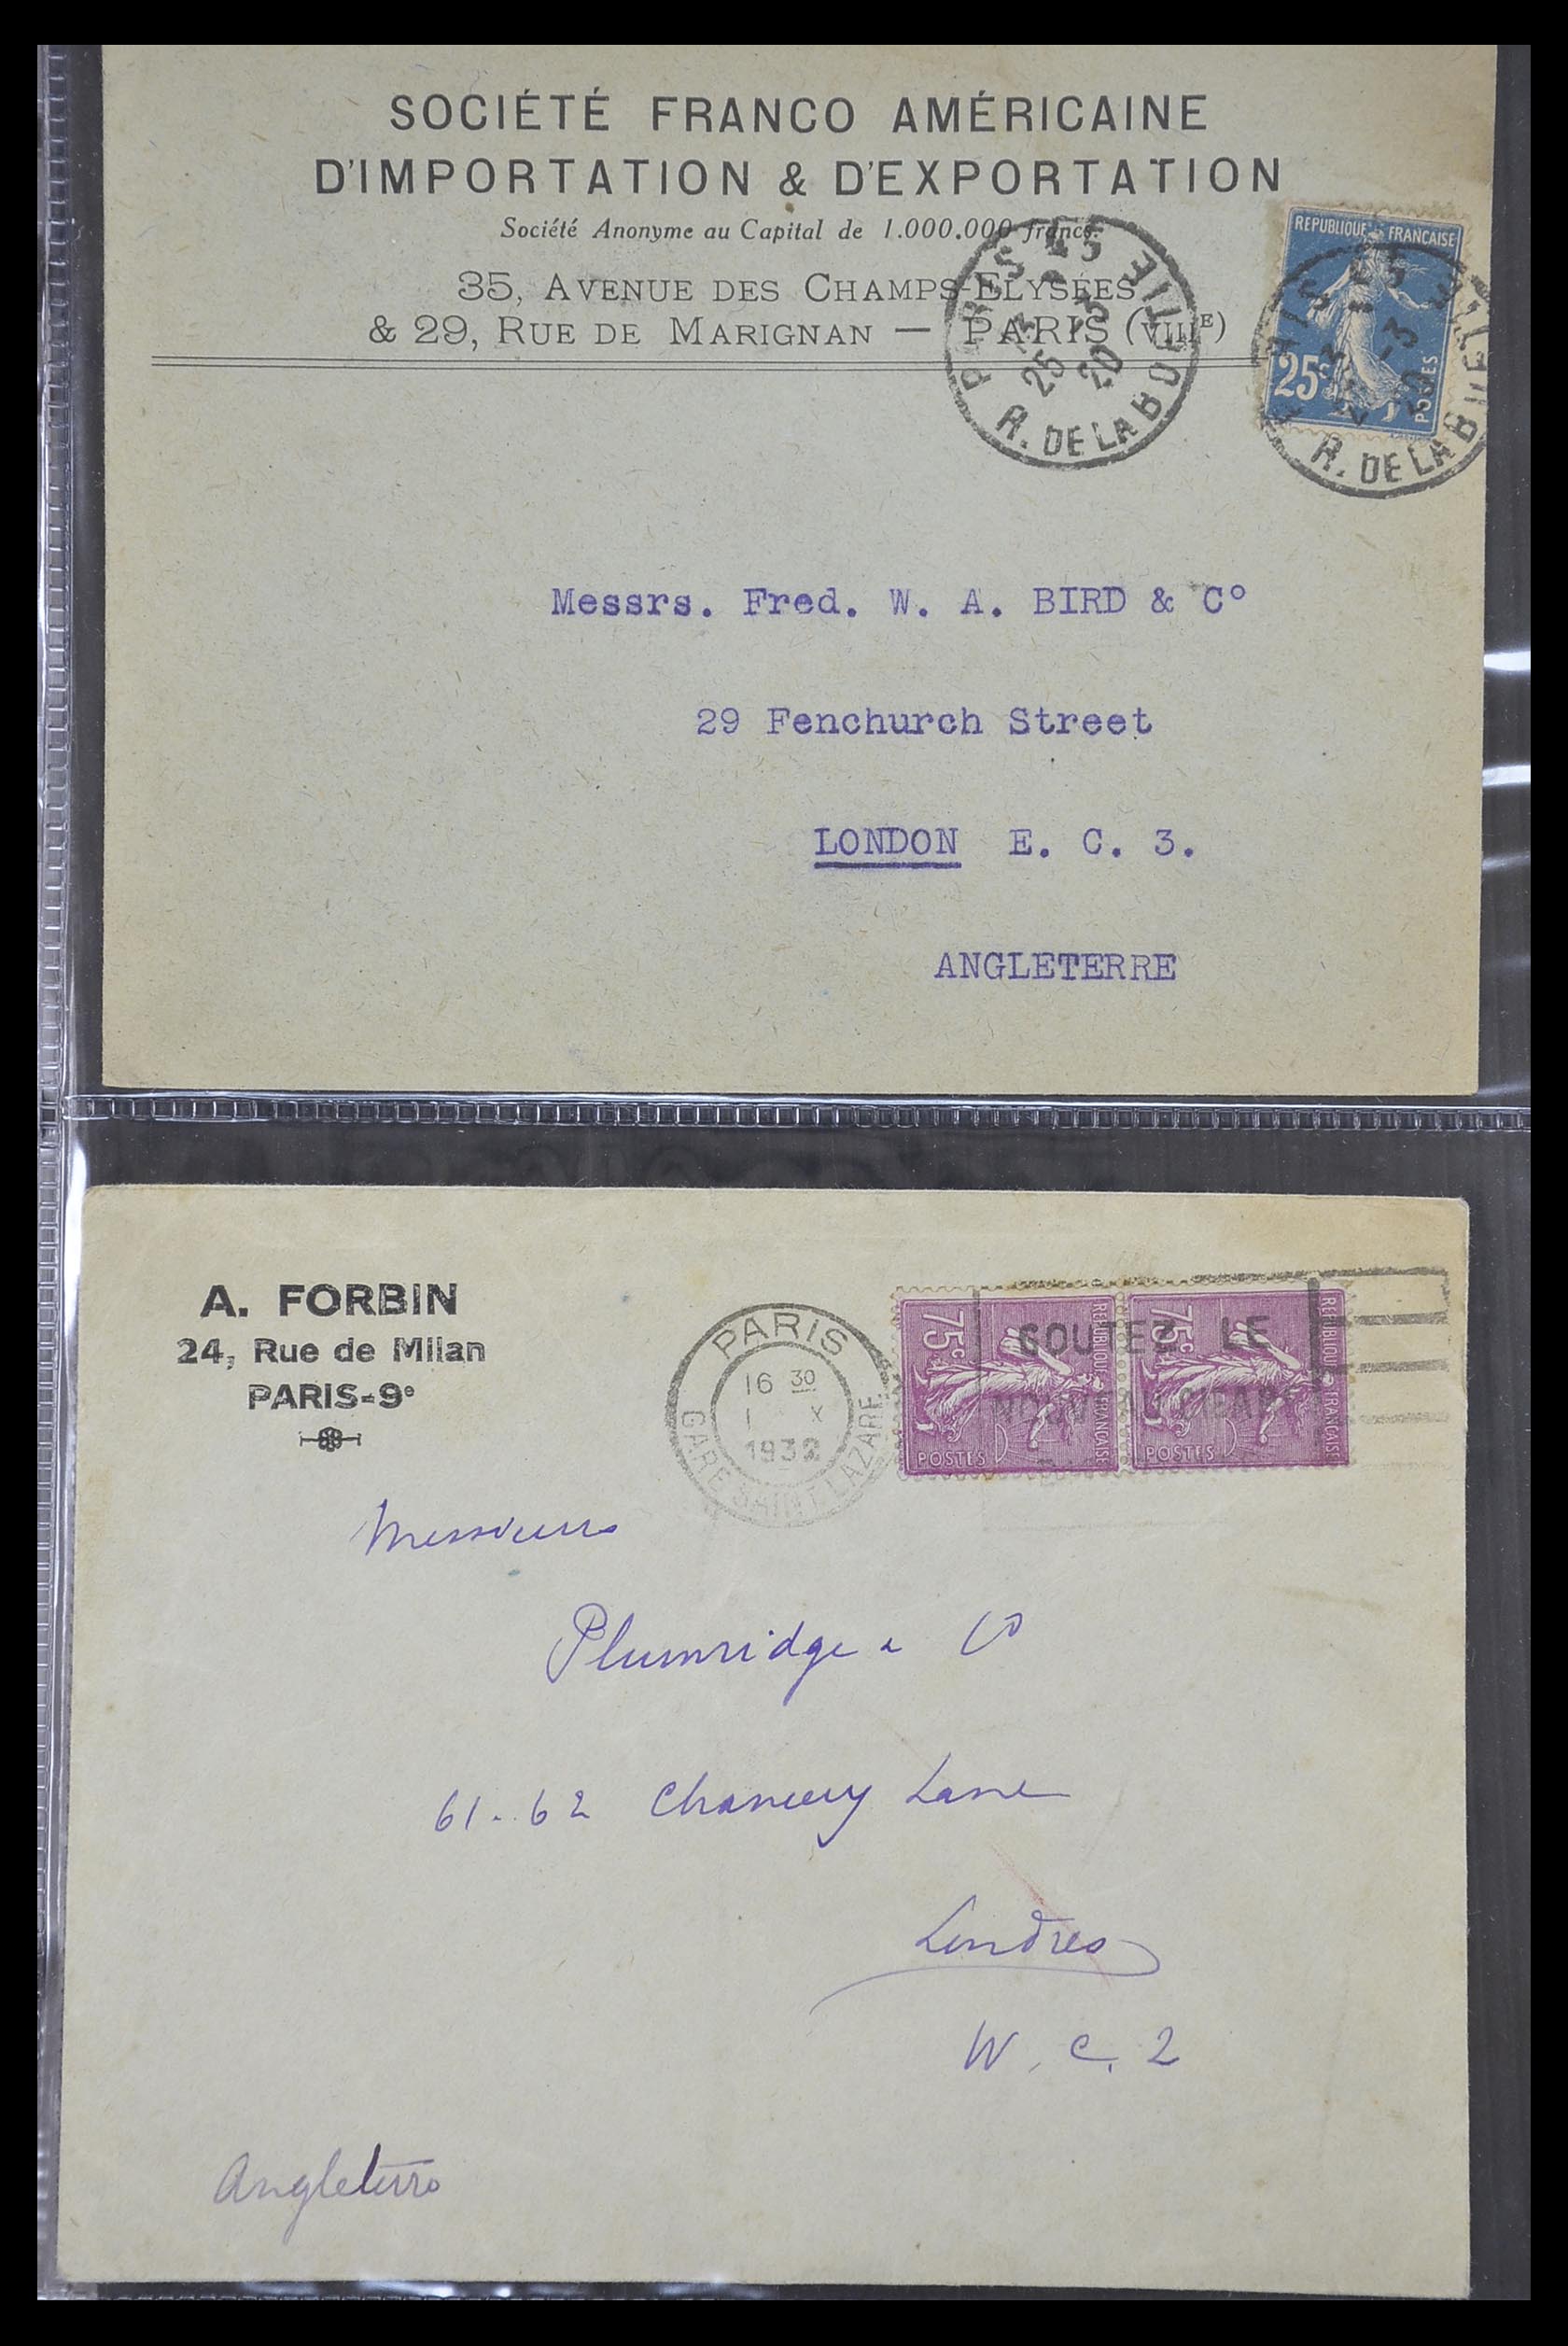 SOCIÉTÉ FRANCO AMÉRICAINE
D'IMPORTATION & D'EXPORTATION
Société Anonyme au Capital de 1.000.000 francs.
35, AVENUE DES CHAMPS-ELYSÉES
& 29, RUE DE MARIGNAN — PARIS (VIIIE)
PARIS
R. DE LA BOETIE
REPUBLIQUE FRANÇAISE
25c
POSTES
R. DE LA B
Messrs. Fred. W. A. BIRD & Co
29 Fenchurch Street
LONDON E. C. 3.
ANGLETERRE
A. FORBIN
24, Rue de Milan
PARIS-9e
PARIS
16 30
1 X
1932
GARE SAINT LAZARE
75c
REPUBLIQUE FRANÇAISE
POSTES
75c
REPUBLIQUE FRANÇAISE
POSTES
GOUTEZ LE
Messieurs
Plumridge & Co
61-62 Chancery Lane
Londres
W. C. 2
Angleterre